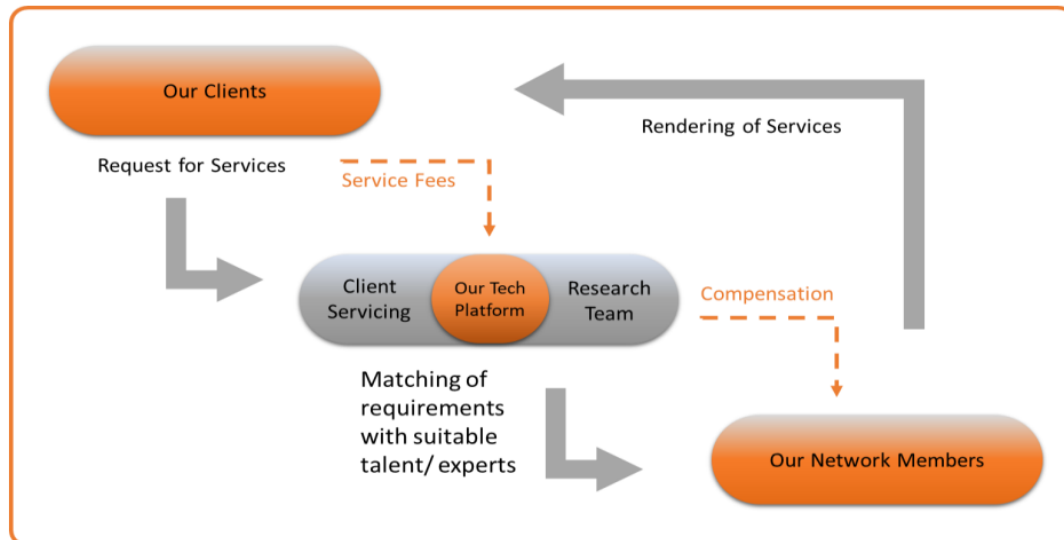 Our Clients
Rendering of Services
Request for Services
Service Fees
Client
Servicing
Our Tech
Platform
Research
Team
Compensation
Matching of
requirements
with suitable
talent/ experts
Our Network Members